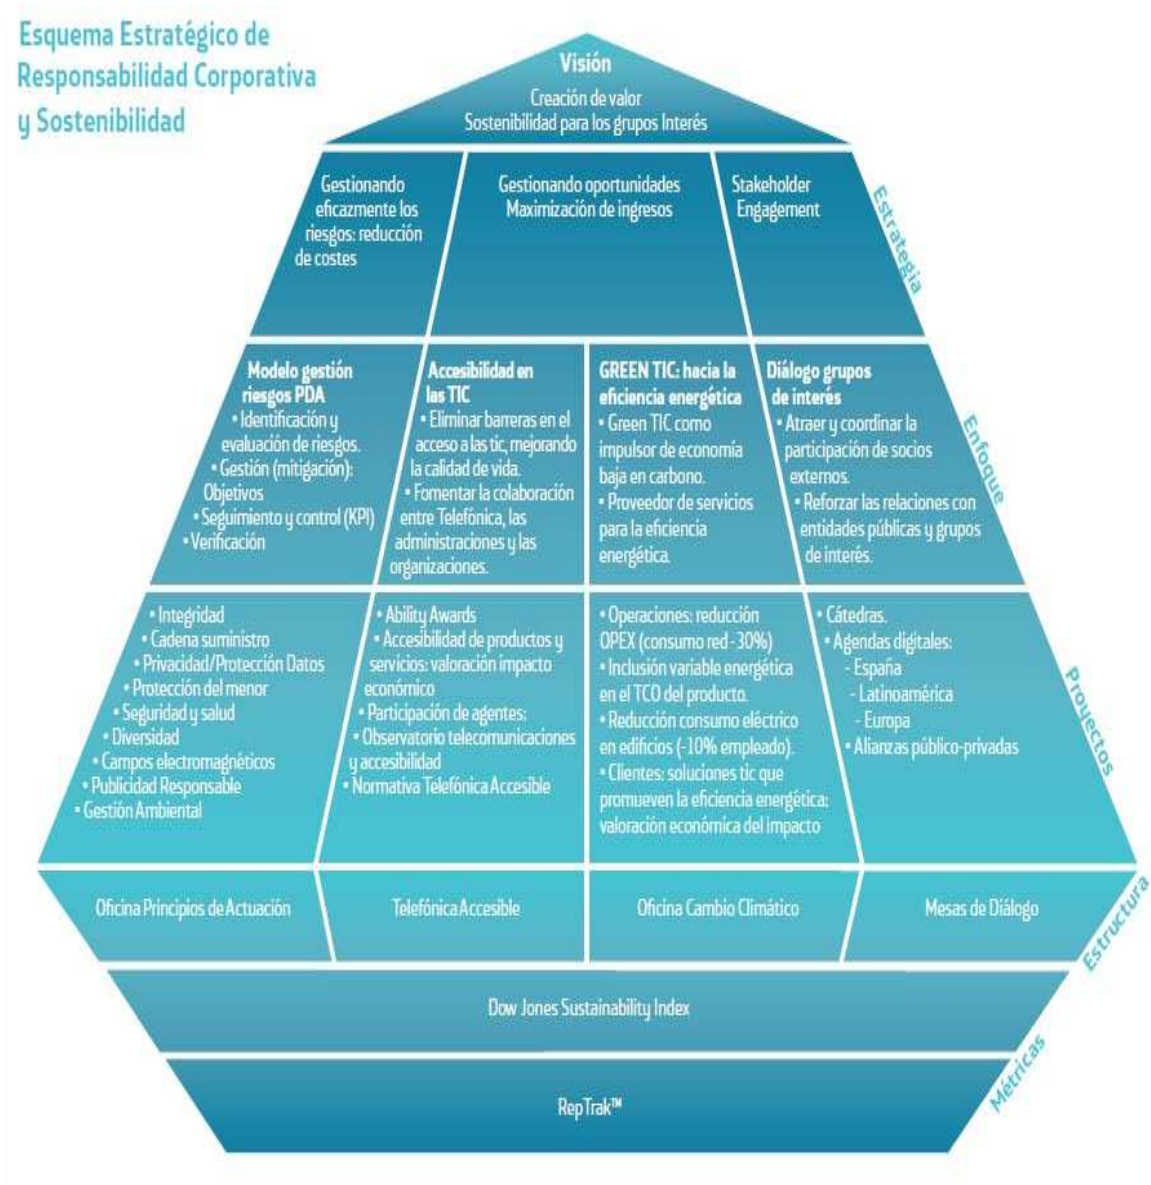 Esquema Estratégico de
Responsabilidad Corporativa
y Sostenibilidad
Visión
Creación de valor
Sostenibilidad para los grupos Interés
Gestionando
eficazmente los
riesgos: reducción
de costes
Gestionando oportunidades
Maximización de ingresos
Stakeholder
Engagement
Estrategia
Modelo gestión
riesgos PDA
• Identificación y
evaluación de riesgos.
• Gestión (mitigación):
Objetivos
• Seguimiento y control (KPI)
• Verificación
Accesibilidad en
las TIC
• Eliminar barreras en el
acceso a las tic, mejorando
la calidad de vida.
• Fomentar la colaboración
entre Telefónica, las
administraciones y las
organizaciones.
GREEN TIC: hacia la
eficiencia energética
• Green TIC como
impulsor de economía
baja en carbono.
• Proveedor de servicios
para la eficiencia
energética.
Diálogo grupos
de interés
• Atraer y coordinar la
participación de socios
externos.
• Reforzar las relaciones con
entidades públicas y grupos
de interés.
Enfoque
• Integridad
• Cadena suministro
• Privacidad/Protección Datos
• Protección del menor
• Seguridad y salud
• Diversidad
• Campos electromagnéticos
• Publicidad Responsable
• Gestión Ambiental
• Ability Awards
• Accesibilidad de productos y
servicios: valoración impacto
económico
• Participación de agentes:
• Observatorio telecomunicaciones
y accesibilidad
• Normativa Telefónica Accesible
• Operaciones: reducción
OPEX (consumo red -30%)
• Inclusión variable energética
en el TCO del producto.
• Reducción consumo eléctrico
en edificios (-10% empleado).
• Clientes: soluciones tic que
promueven la eficiencia energética:
valoración económica del impacto
• Cátedras.
• Agendas digitales:
- España
- Latinoamérica
- Europa
• Alianzas público-privadas
Proyectos
Oficina Principios de Actuación
Telefónica Accesible
Oficina Cambio Climático
Mesas de Diálogo
Estructura
Dow Jones Sustainability Index
RepTrak™
Métricas